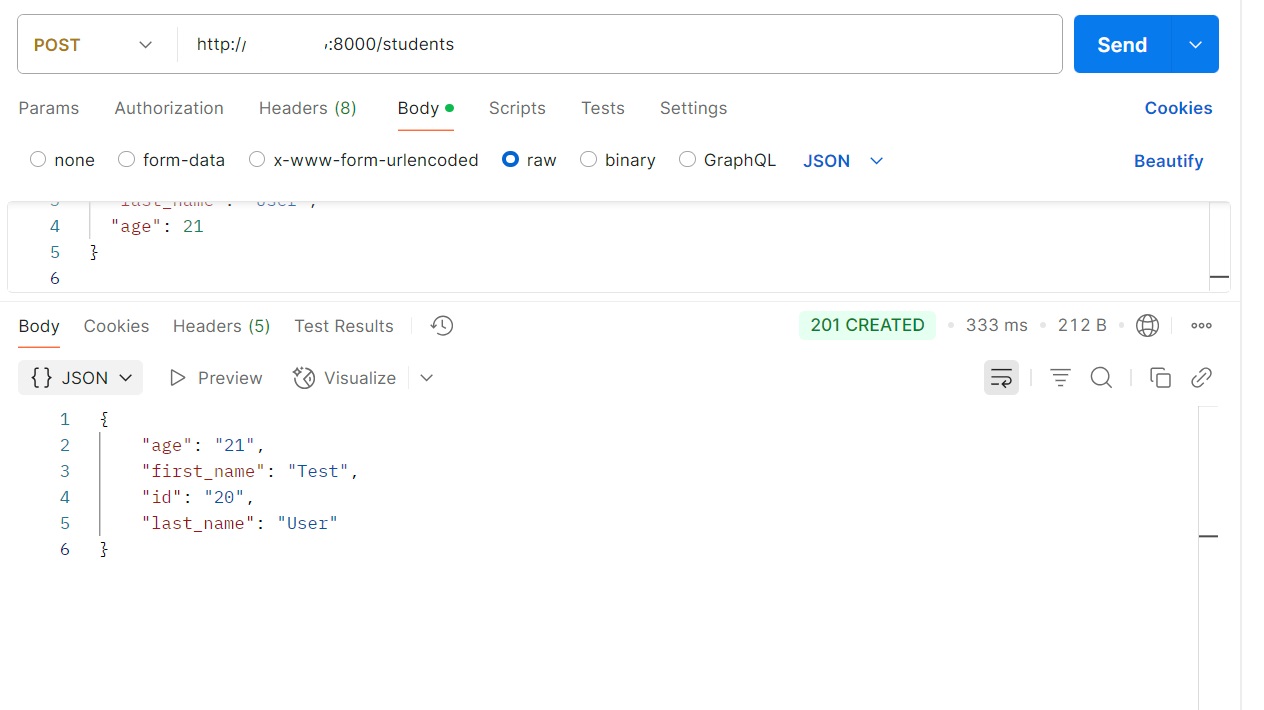 POST http:// :8000/students Send
Params Authorization Headers (8) Body Scripts Tests Settings Cookies
none form-data x-www-form-urlencoded raw binary GraphQL JSON Beautify
3 "last_name": "User",
4 "age": 21
5 }
6
Body Cookies Headers (5) Test Results 201 CREATED 333 ms 212 B
{} JSON Preview Visualize
1 {
2 "age": "21",
3 "first_name": "Test",
4 "id": "20",
5 "last_name": "User"
6 }